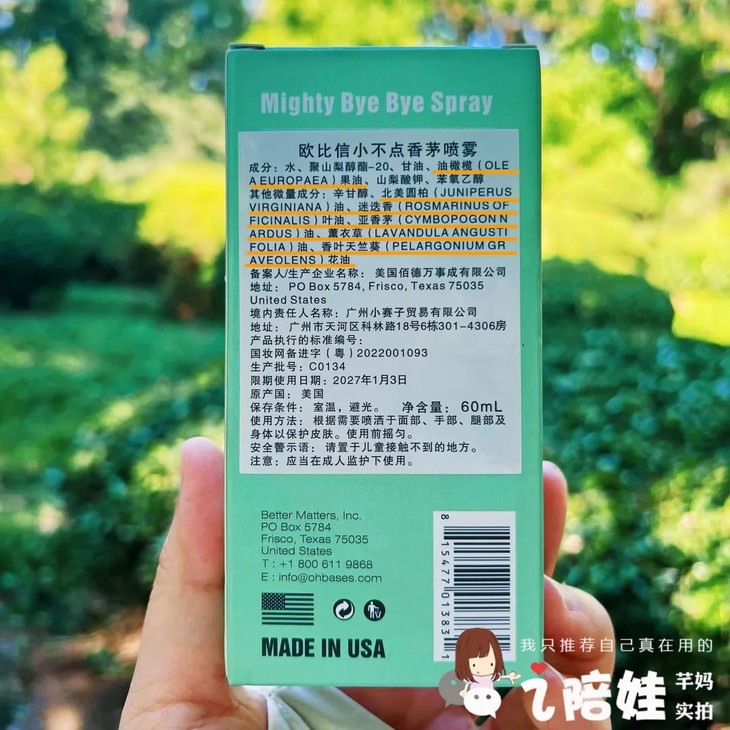 Mighty Bye Bye Spray
欧比信小不点香茅喷雾
成分：水、聚山梨醇酯-20、甘油、油橄榄（OLE
A EUROPAEA）果油、山梨酸钾、苯氧乙醇
其他微量成分：辛甘醇、北美圆柏（JUNIPERUS
VIRGINIANA）油、迷迭香（ROSMARINUS OF
FICINALIS）叶油、亚香茅（CYMBOPOGON N
ARDUS）油、薰衣草（LAVANDULA ANGUSTI
FOLIA）油、香叶天竺葵（PELARGONIUM GR
AVEOLENS）花油
备案人/生产企业名称：美国佰德万事成有限公司
地址：PO Box 5784, Frisco, Texas 75035
United States
境内责任人名称：广州小赛子贸易有限公司
地址：广州市天河区科林路18号6栋301-4306房
产品执行的标准编号：
国妆网备进字（粤）2022001093
生产批号：C0134
限期使用日期：2027年1月3日
原产国：美国
保存条件：室温，避光。 净含量：60mL
使用方法：根据需要喷洒于面部、手部、腿部及
身体以保护皮肤。使用前摇匀。
安全警示语：请置于儿童接触不到的地方。
注意：应当在成人监护下使用。
Better Matters, Inc.
PO Box 5784
Frisco, Texas 75035
United States
T : +1 800 611 9868
E : info@ohbases.com
MADE IN USA
8 15477 01383 1
我只推荐自己真在用的
乙陪娃 芊妈
实拍